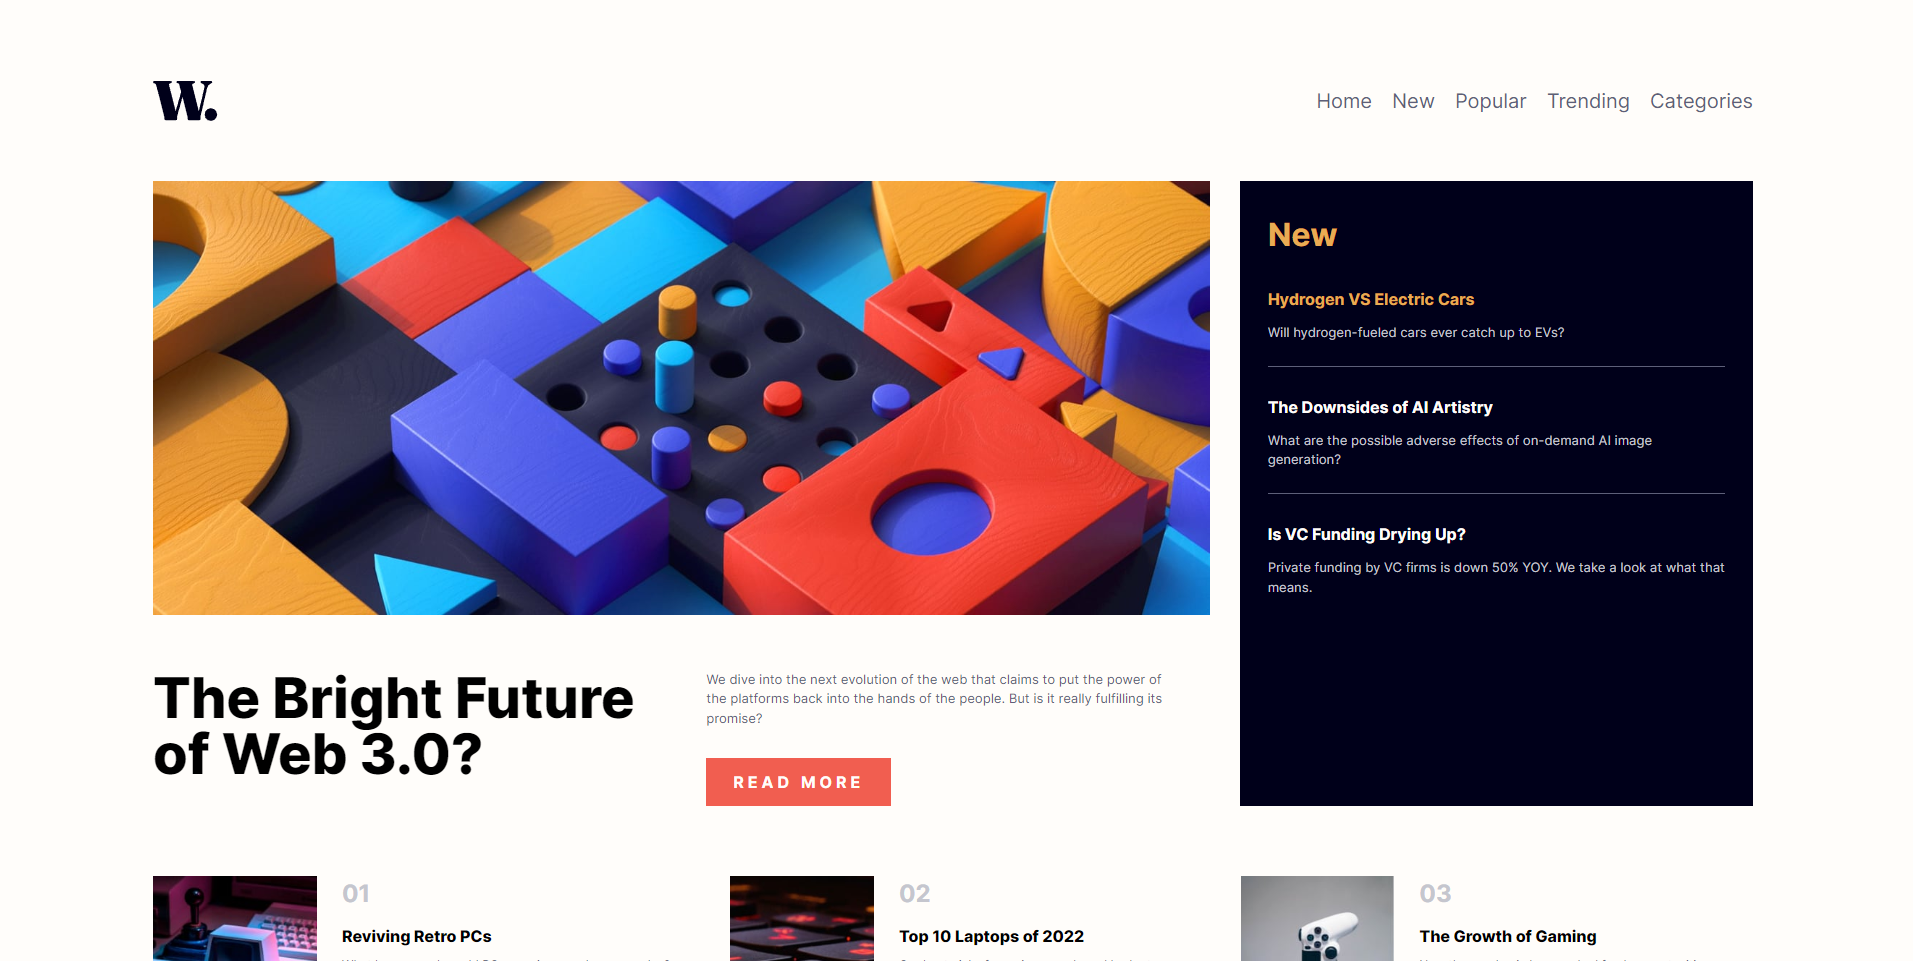 W.
Home New Popular Trending Categories
New
Hydrogen VS Electric Cars
Will hydrogen-fueled cars ever catch up to EVs?
The Downsides of AI Artistry
What are the possible adverse effects of on-demand AI image
generation?
Is VC Funding Drying Up?
Private funding by VC firms is down 50% YOY. We take a look at what that
means.
The Bright Future
of Web 3.0?
We dive into the next evolution of the web that claims to put the power of
the platforms back into the hands of the people. But is it really fulfilling its
promise?
READ MORE
01
Reviving Retro PCs
02
Top 10 Laptops of 2022
03
The Growth of Gaming